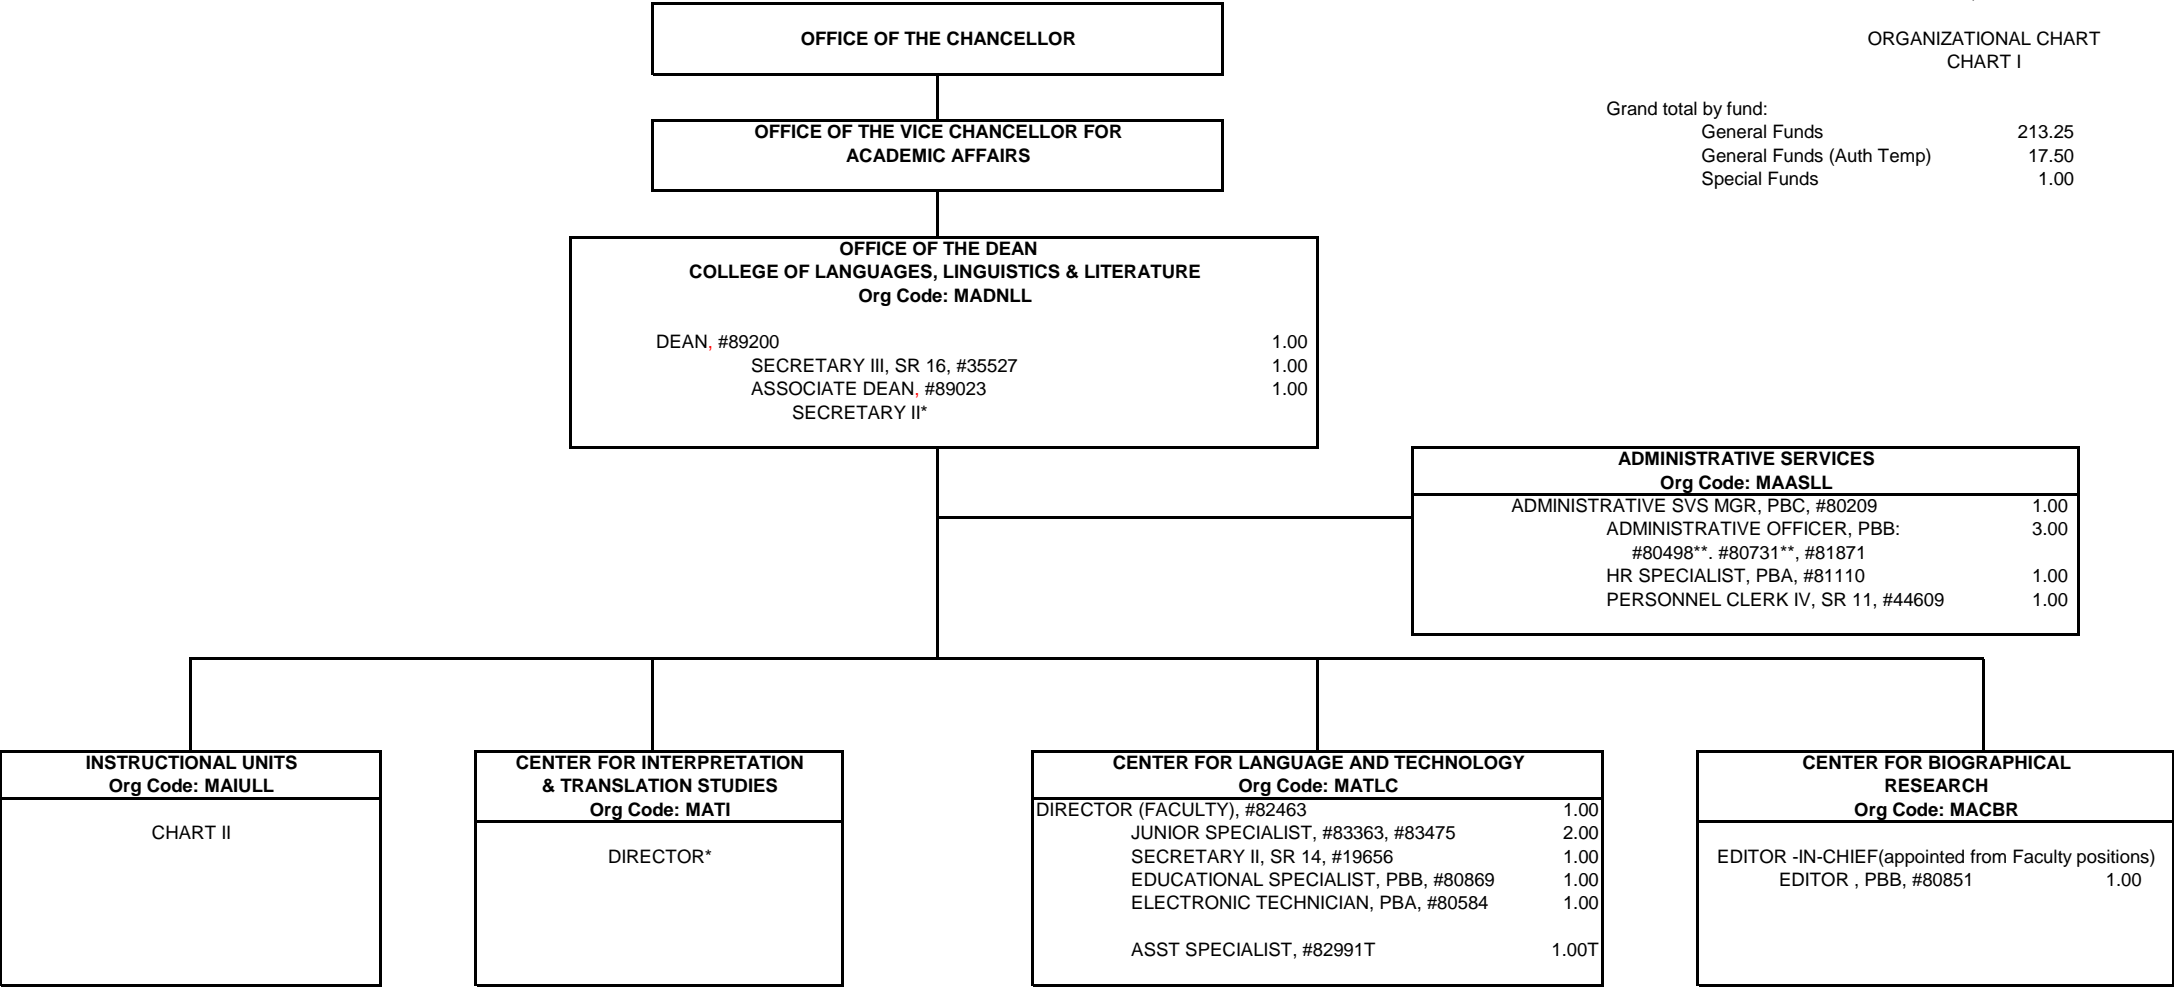 ORGANIZATIONAL CHART
CHART I
Grand total by fund:
General Funds 213.25
General Funds (Auth Temp) 17.50
Special Funds 1.00
OFFICE OF THE CHANCELLOR
OFFICE OF THE VICE CHANCELLOR FOR
ACADEMIC AFFAIRS
OFFICE OF THE DEAN
COLLEGE OF LANGUAGES, LINGUISTICS & LITERATURE
Org Code: MADNLL
DEAN, #89200 1.00
SECRETARY III, SR 16, #35527 1.00
ASSOCIATE DEAN, #89023 1.00
SECRETARY II*
ADMINISTRATIVE SERVICES
Org Code: MAASLL
ADMINISTRATIVE SVS MGR, PBC, #80209 1.00
ADMINISTRATIVE OFFICER, PBB: 3.00
#80498**. #80731**, #81871
HR SPECIALIST, PBA, #81110 1.00
PERSONNEL CLERK IV, SR 11, #44609 1.00
INSTRUCTIONAL UNITS
Org Code: MAIULL
CHART II
CENTER FOR INTERPRETATION
& TRANSLATION STUDIES
Org Code: MATI
DIRECTOR*
CENTER FOR LANGUAGE AND TECHNOLOGY
Org Code: MATLC
DIRECTOR (FACULTY), #82463 1.00
JUNIOR SPECIALIST, #83363, #83475 2.00
SECRETARY II, SR 14, #19656 1.00
EDUCATIONAL SPECIALIST, PBB, #80869 1.00
ELECTRONIC TECHNICIAN, PBA, #80584 1.00
ASST SPECIALIST, #82991T 1.00T
CENTER FOR BIOGRAPHICAL
RESEARCH
Org Code: MACBR
EDITOR -IN-CHIEF(appointed from Faculty positions)
EDITOR , PBB, #80851 1.00